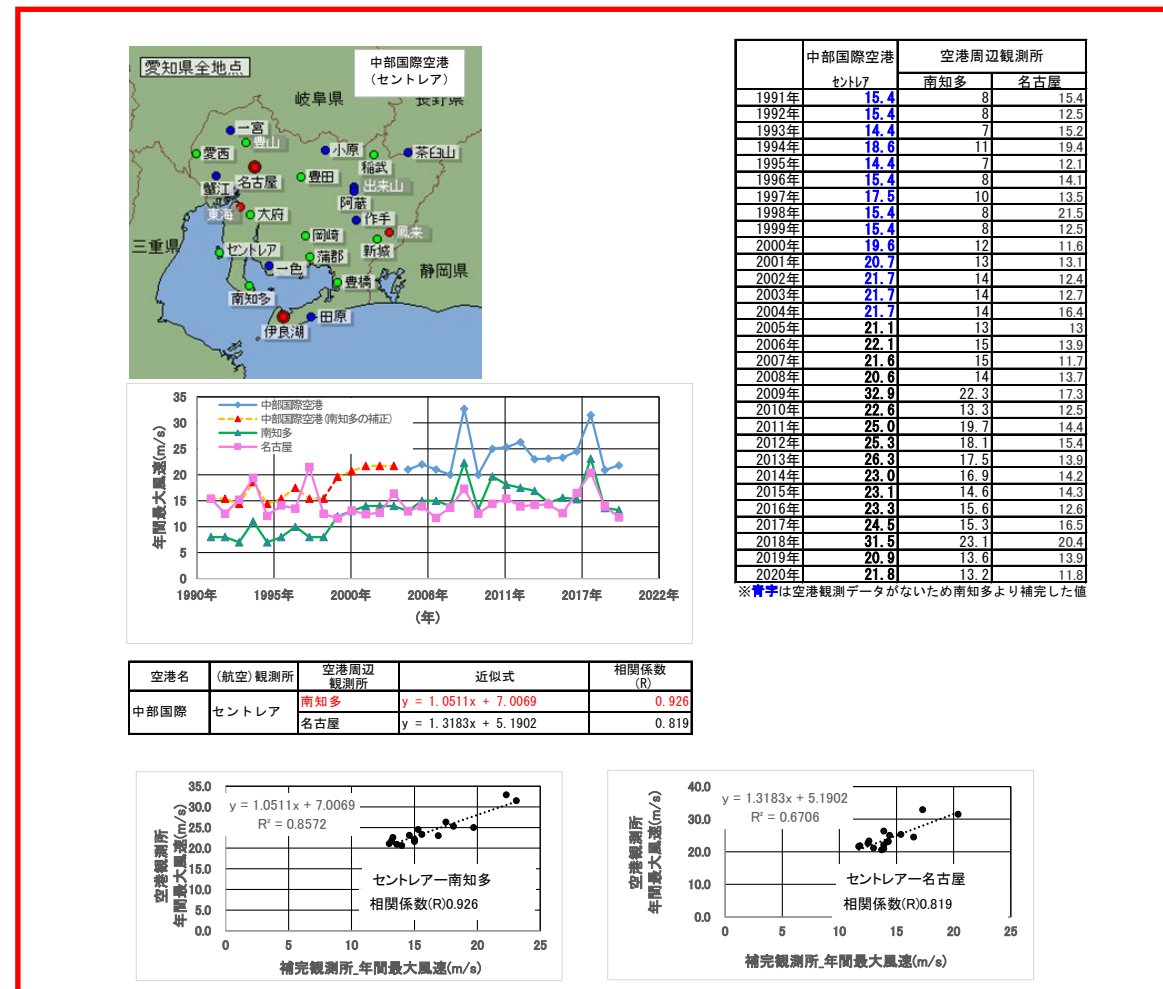 愛知県全地点
中部国際空港
(セントレア)
岐阜県
長野県
一宮
豊山
愛西
小原
茶臼山
稲武
名古屋
豊田
蟹江
出来山
阿蔵
東海
大府
作手
鳳来
岡崎
三重県
セントレア
蒲郡
新城
一色
静岡県
豊橋
南知多
田原
伊良湖
中部国際空港 空港周辺観測所
セントレア 南知多 名古屋
1991年 15.4 8 15.4
1992年 15.4 8 12.5
1993年 14.4 7 15.2
1994年 18.6 11 19.4
1995年 14.4 7 12.1
1996年 15.4 8 14.1
1997年 17.5 10 13.5
1998年 15.4 8 21.5
1999年 15.4 8 12.5
2000年 19.6 12 11.6
2001年 20.7 13 13.1
2002年 21.7 14 12.4
2003年 21.7 14 12.7
2004年 21.7 14 16.4
2005年 21.1 13 13
2006年 22.1 15 13.9
2007年 21.6 15 11.7
2008年 20.6 14 13.7
2009年 32.9 22.3 17.3
2010年 22.6 13.3 12.5
2011年 25.0 19.7 14.4
2012年 25.3 18.1 15.4
2013年 26.3 17.5 13.9
2014年 23.0 16.9 14.2
2015年 23.1 14.6 14.3
2016年 23.3 15.6 12.6
2017年 24.5 15.3 16.5
2018年 31.5 23.1 20.4
2019年 20.9 13.6 13.9
2020年 21.8 13.2 11.8
※青字は空港観測データがないため南知多より補完した値
年間最大風速(m/s)
35
30
25
20
15
10
5
0
中部国際空港
中部国際空港(南知多の補正)
南知多
名古屋
1990年 1995年 2000年 2006年 2011年 2017年 2022年
(年)
空港名 (航空)観測所 空港周辺観測所 近似式 相関係数(R)
中部国際 セントレア 南知多 y = 1.0511x + 7.0069 0.926
名古屋 y = 1.3183x + 5.1902 0.819
空港観測所
年間最大風速(m/s)
35.0
30.0
25.0
20.0
15.0
10.0
5.0
0.0
y = 1.0511x + 7.0069
R² = 0.8572
セントレアー南知多
相関係数(R)0.926
0 5 10 15 20 25
補完観測所_年間最大風速(m/s)
空港観測所
年間最大風速(m/s)
40.0
30.0
20.0
10.0
0.0
y = 1.3183x + 5.1902
R² = 0.6706
セントレアー名古屋
相関係数(R)0.819
0 5 10 15 20 25
補完観測所_年間最大風速(m/s)